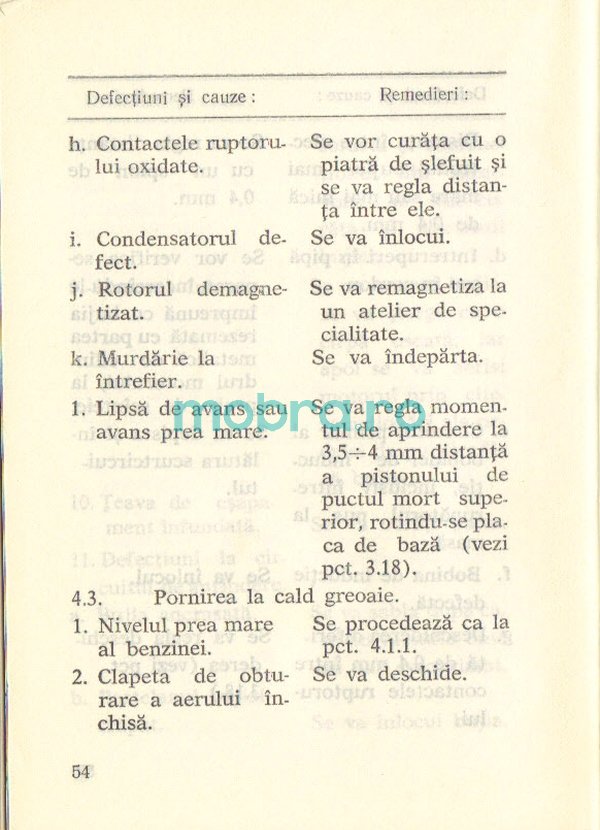 Defecțiuni și cauze :
Remedieri :
h. Contactele ruptoru-
lui oxidate.
Se vor curăța cu o
piatră de șlefuit și
se va regla distan-
ța între ele.
i. Condensatorul de-
fect.
Se va înlocui.
j. Rotorul demagne-
tizat.
Se va remagnetiza la
un atelier de spe-
cialitate.
k. Murdărie la
întrefier.
Se va îndepărta.
l. Lipsă de avans sau
avans prea mare.
Se va regla momen-
tul de aprindere la
3,5÷4 mm distanță
a pistonului de
puctul mort supe-
rior, rotindu-se pla-
ca de bază (vezi
pct. 3.18).
mobra.ro
4.3. Pornirea la cald greoaie.
1. Nivelul prea mare
al benzinei.
Se procedează ca la
pct. 4.1.1.
2. Clapeta de obtu-
rare a aerului în-
chisă.
Se va deschide.
54